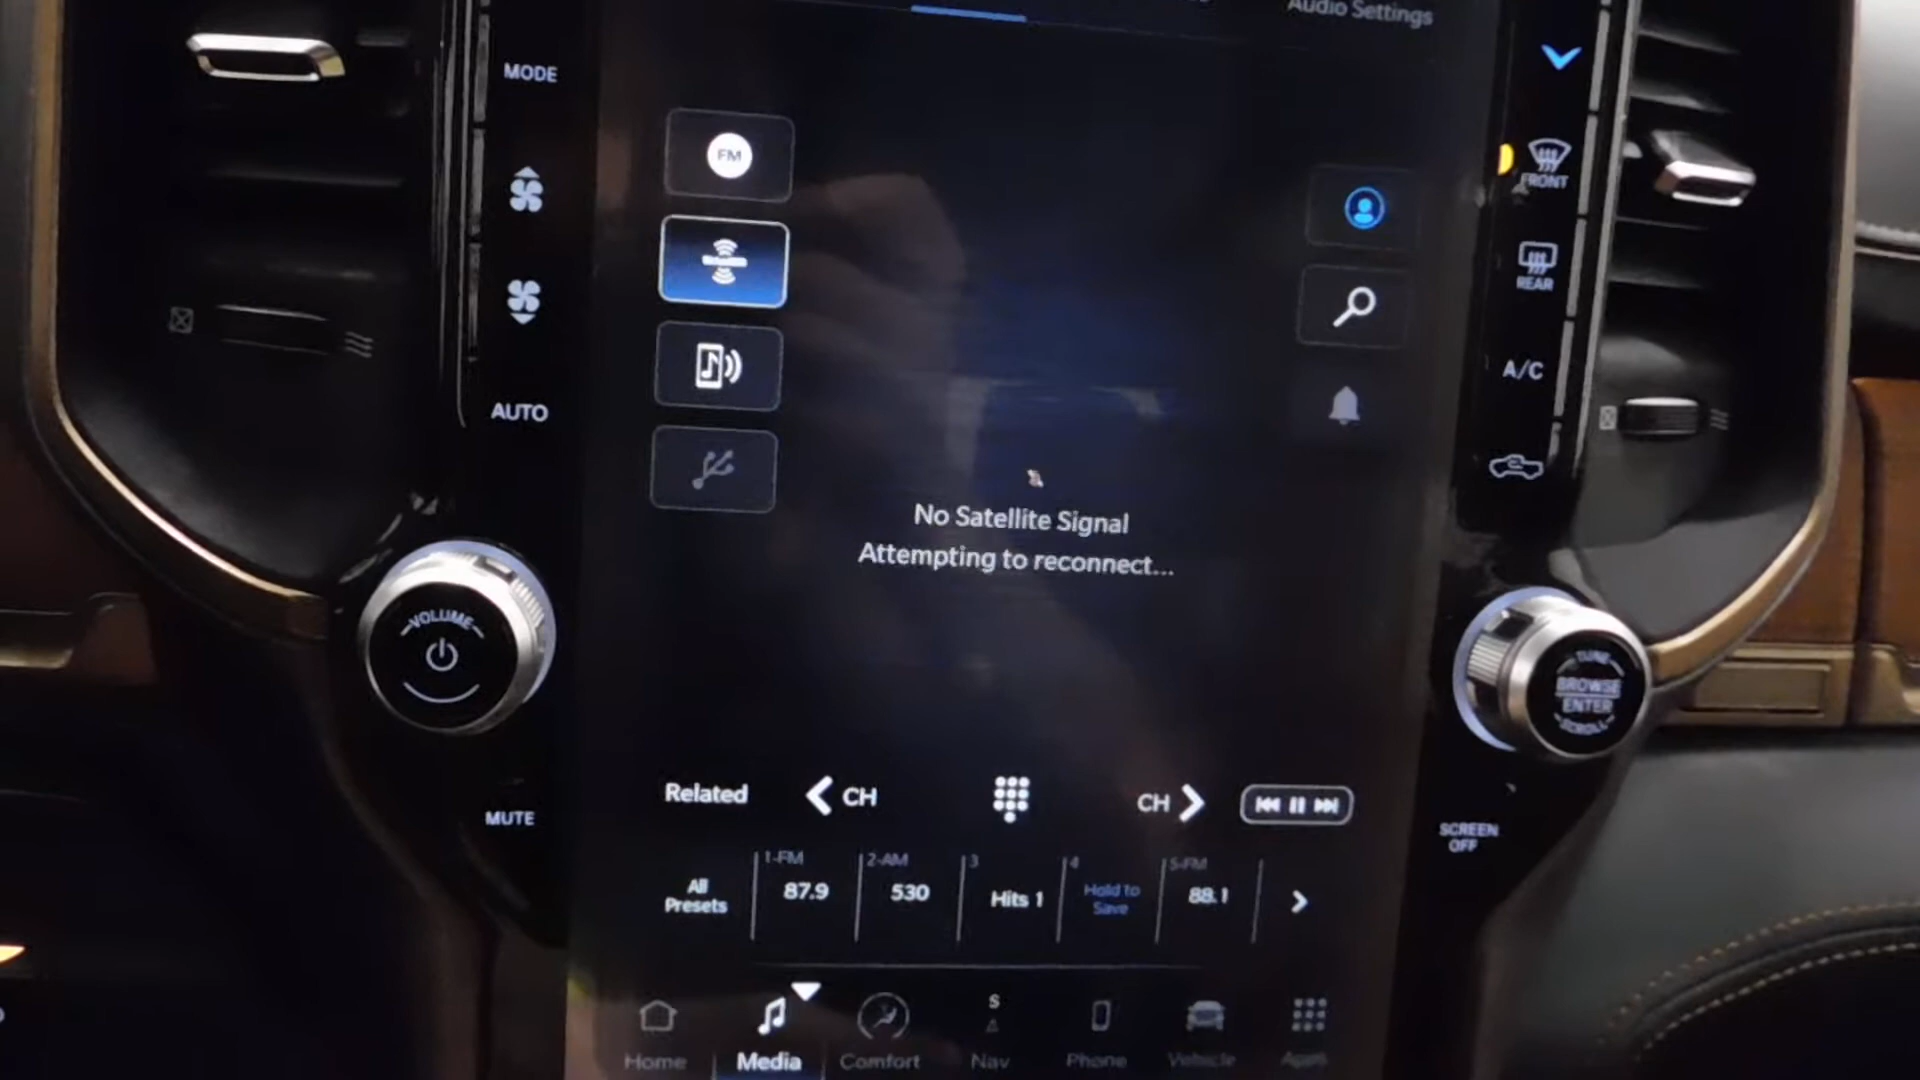 Audio Settings
MODE
FM
FRONT
REAR
A/C
AUTO
No Satellite Signal
Attempting to reconnect...
VOLUME
TUNE
BROWSE
ENTER
SCROLL
Related
CH
CH
MUTE
SCREEN
OFF
All
Presets
1-FM
87.9
2-AM
530
3
Hits 1
4
Hold to
Save
5-FM
88.1
S
Home
Media
Comfort
Nav
Phone
Vehicle
Apps